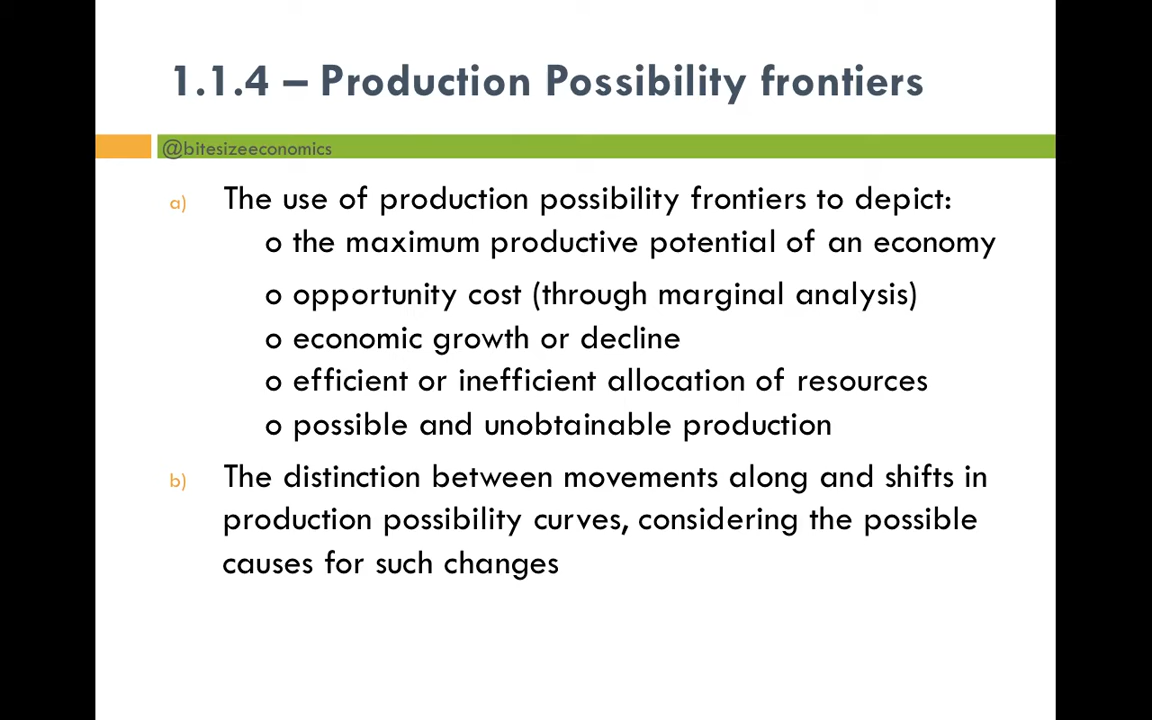 1.1.4 – Production Possibility frontiers
@bitesizeeconomics
a) The use of production possibility frontiers to depict:
o the maximum productive potential of an economy
o opportunity cost (through marginal analysis)
o economic growth or decline
o efficient or inefficient allocation of resources
o possible and unobtainable production
b) The distinction between movements along and shifts in
production possibility curves, considering the possible
causes for such changes